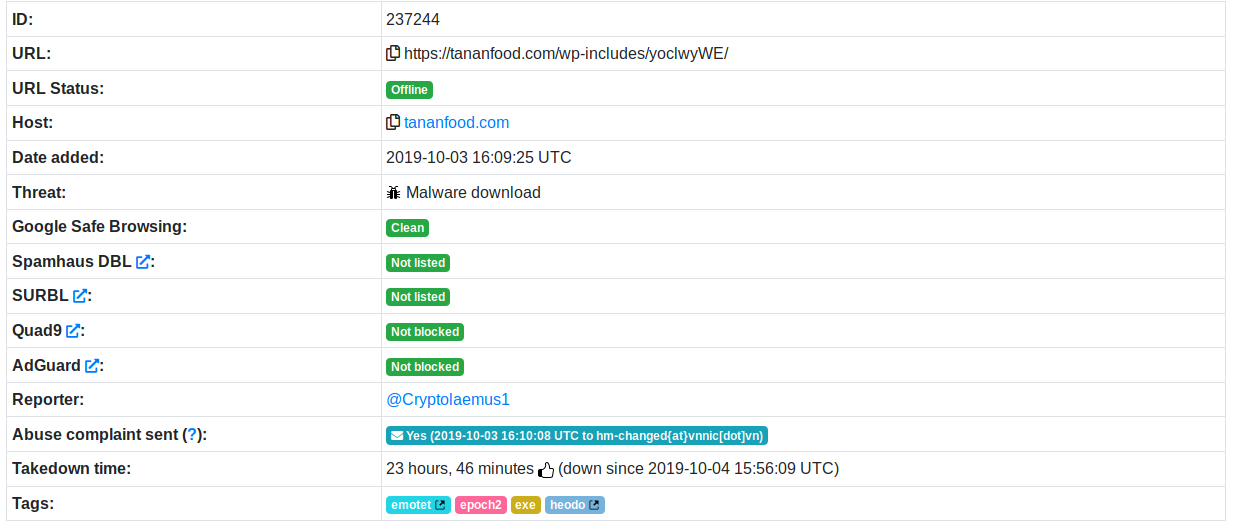 ID: 237244
URL: https://tananfood.com/wp-includes/yoclwyWE/
URL Status: Offline
Host: tananfood.com
Date added: 2019-10-03 16:09:25 UTC
Threat: Malware download
Google Safe Browsing: Clean
Spamhaus DBL : Not listed
SURBL : Not listed
Quad9 : Not blocked
AdGuard : Not blocked
Reporter: @Cryptolaemus1
Abuse complaint sent (?): Yes (2019-10-03 16:10:08 UTC to hm-changed{at}vnnic[dot]vn)
Takedown time: 23 hours, 46 minutes (down since 2019-10-04 15:56:09 UTC)
Tags: emotet epoch2 exe heodo